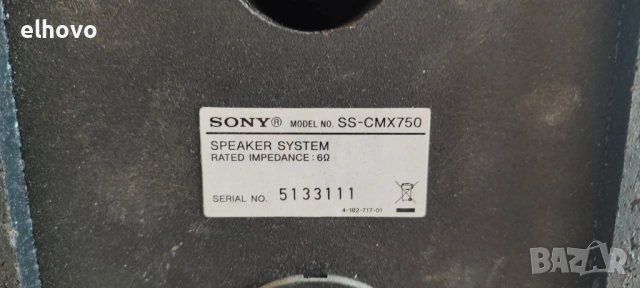 elhovo
SONY® MODEL NO. SS-CMX750
SPEAKER SYSTEM
RATED IMPEDANCE: 6Ω
SERIAL NO. 5133111
4-182-717-01
BAZAR